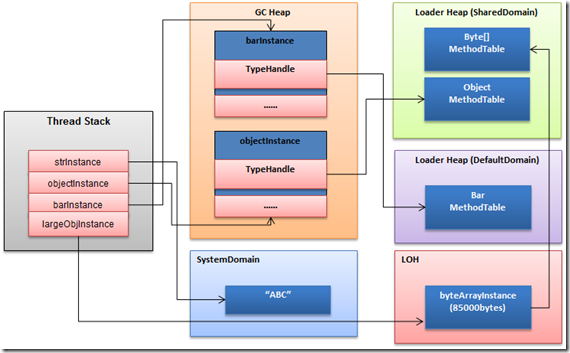 Thread Stack
strInstance
objectInstance
barInstance
largeObjInstance
GC Heap
barInstance
TypeHandle
......
objectInstance
TypeHandle
......
SystemDomain
“ABC”
Loader Heap (SharedDomain)
Byte[]
MethodTable
Object
MethodTable
Loader Heap (DefaultDomain)
Bar
MethodTable
LOH
byteArrayInstance
(85000bytes)